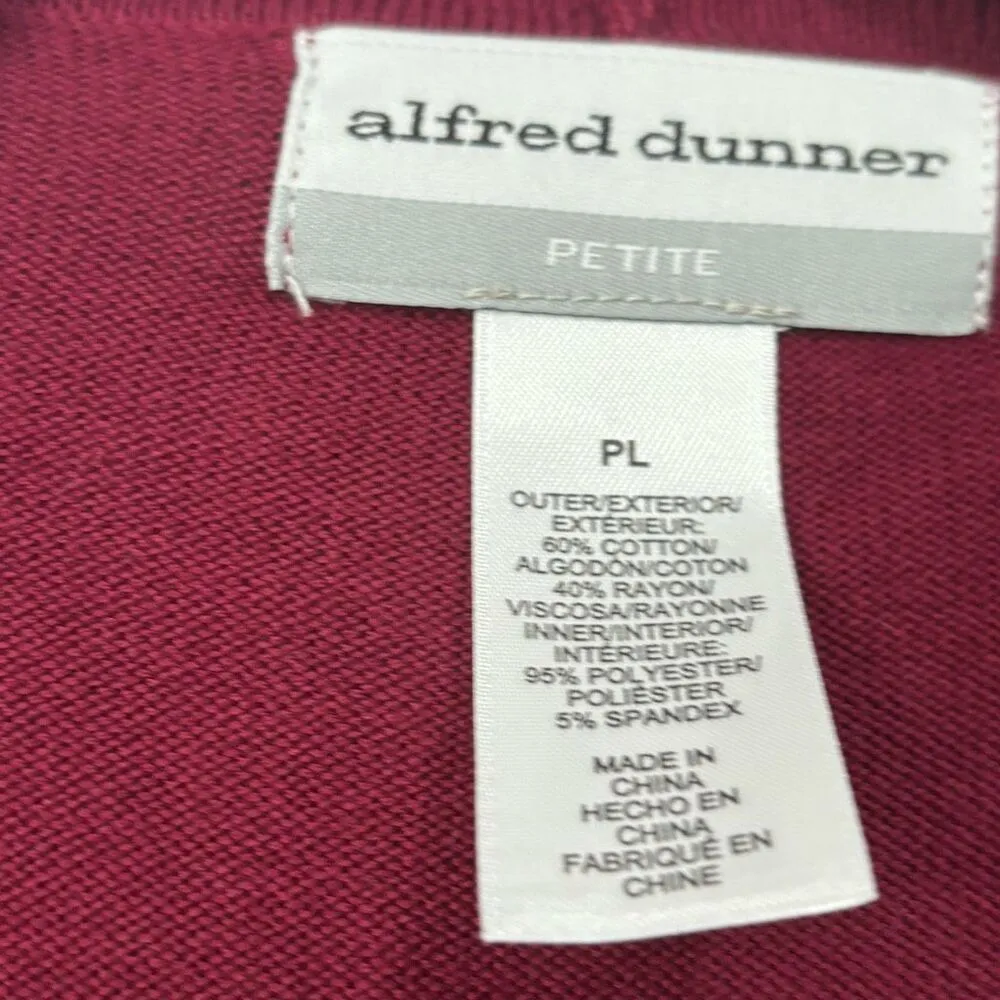 alfred dunner
PETITE
PL
OUTER/EXTERIOR/
EXTÉRIEUR:
60% COTTON/
ALGODÓN/COTON
40% RAYON/
VISCOSA/RAYONNE
INNER/INTERIOR/
INTÉRIEURE:
95% POLYESTER/
POLIÉSTER
5% SPANDEX
MADE IN
CHINA
HECHO EN
CHINA
FABRIQUÉ EN
CHINE